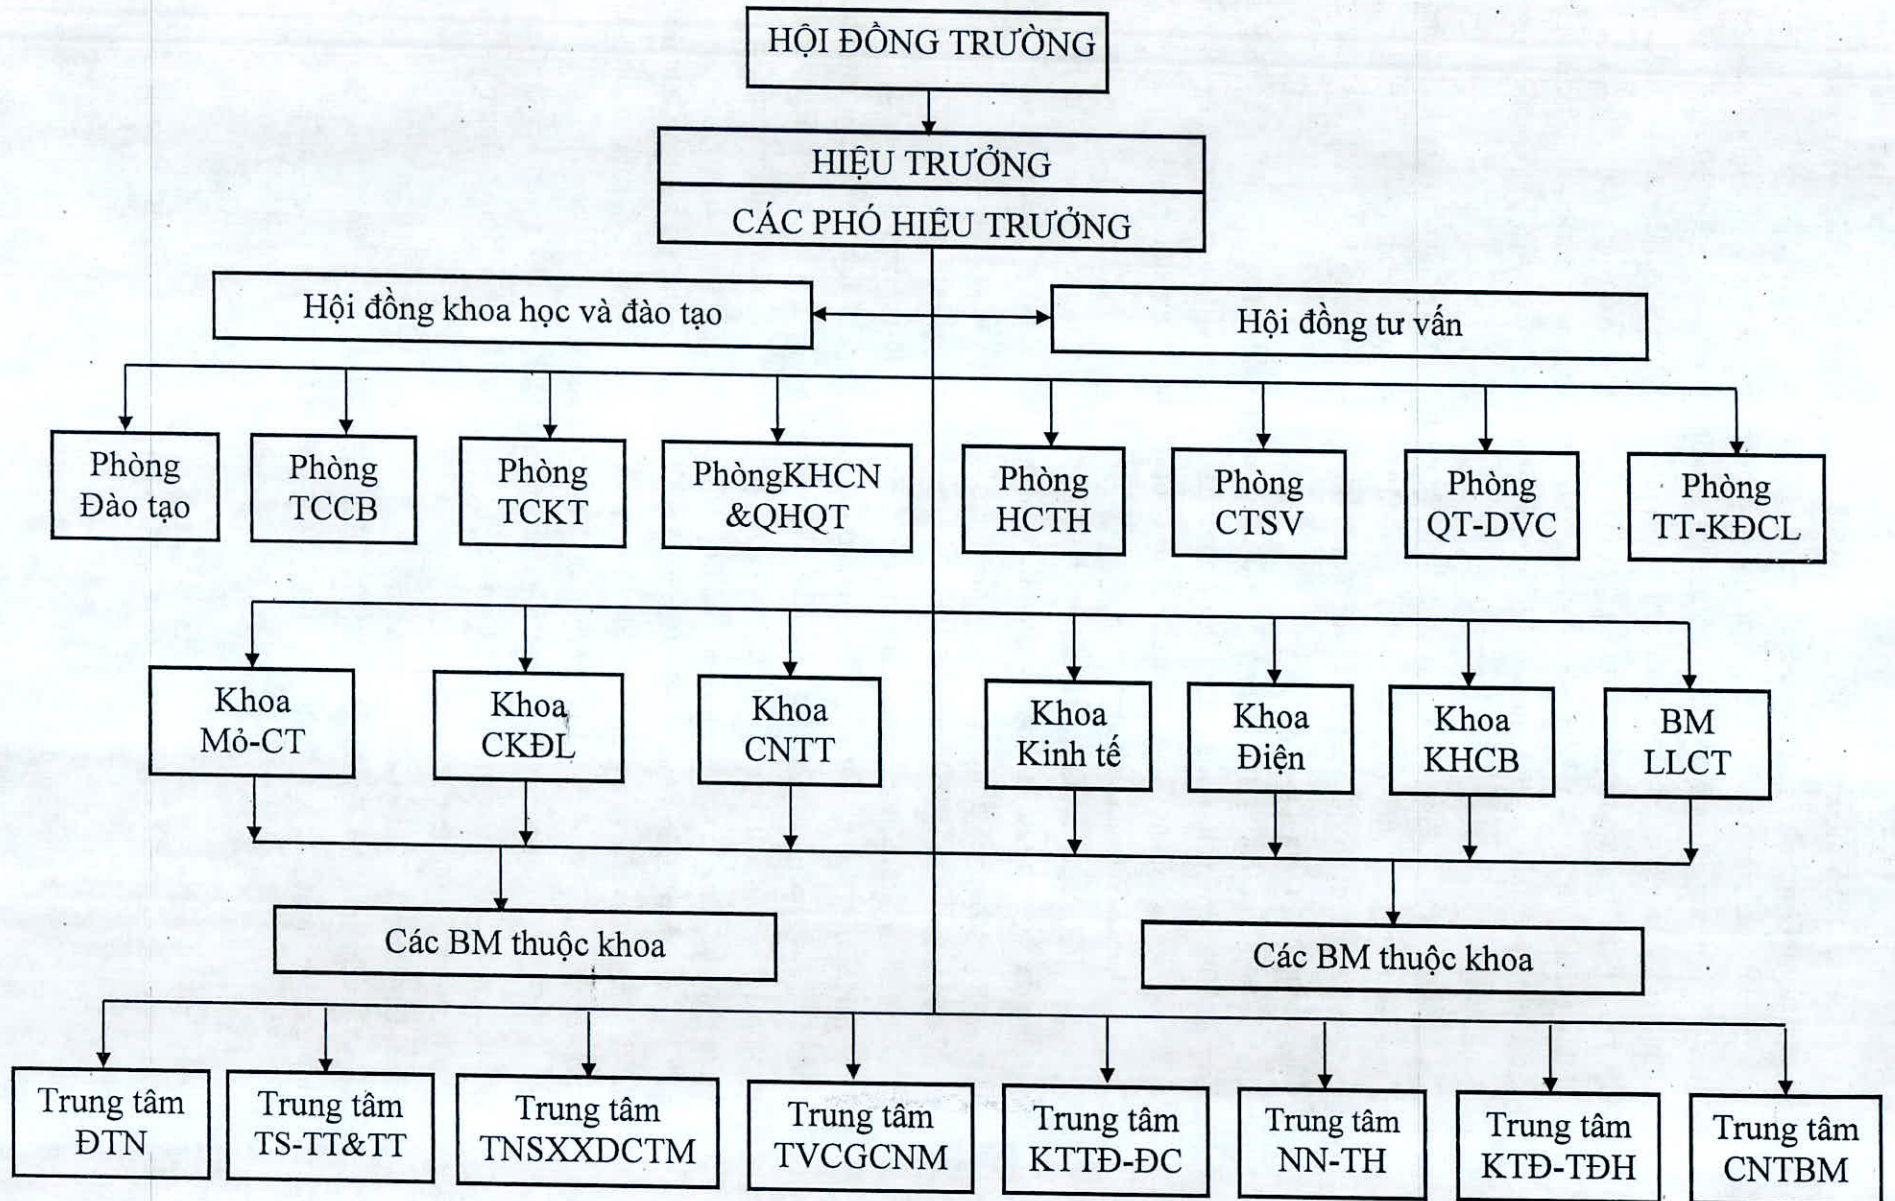 HỘI ĐỒNG TRƯỜNG
HIỆU TRƯỞNG
CÁC PHÓ HIỆU TRƯỞNG
Hội đồng khoa học và đào tạo
Hội đồng tư vấn
Phòng
Đào tạo
Phòng
TCCB
Phòng
TCKT
PhòngKHCN
&QHQT
Phòng
HCTH
Phòng
CTSV
Phòng
QT-DVC
Phòng
TT-KĐCL
Khoa
Mỏ-CT
Khoa
CKĐL
Khoa
CNTT
Khoa
Kinh tế
Khoa
Điện
Khoa
KHCB
BM
LLCT
Các BM thuộc khoa
Các BM thuộc khoa
Trung tâm
ĐTN
Trung tâm
TS-TT&TT
Trung tâm
TNSXXDCTM
Trung tâm
TVCGCNM
Trung tâm
KTTĐ-ĐC
Trung tâm
NN-TH
Trung tâm
KTĐ-TĐH
Trung tâm
CNTBM